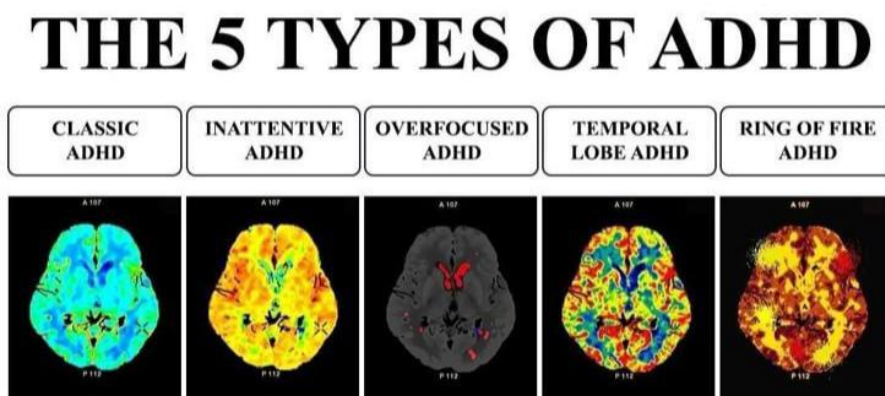 THE 5 TYPES OF ADHD
CLASSIC
ADHD
INATTENTIVE
ADHD
OVERFOCUSED
ADHD
TEMPORAL
LOBE ADHD
RING OF FIRE
ADHD
A 107
A 107
A 107
A 107
A 107
P 112
P 112
P 112
P 112
P 112